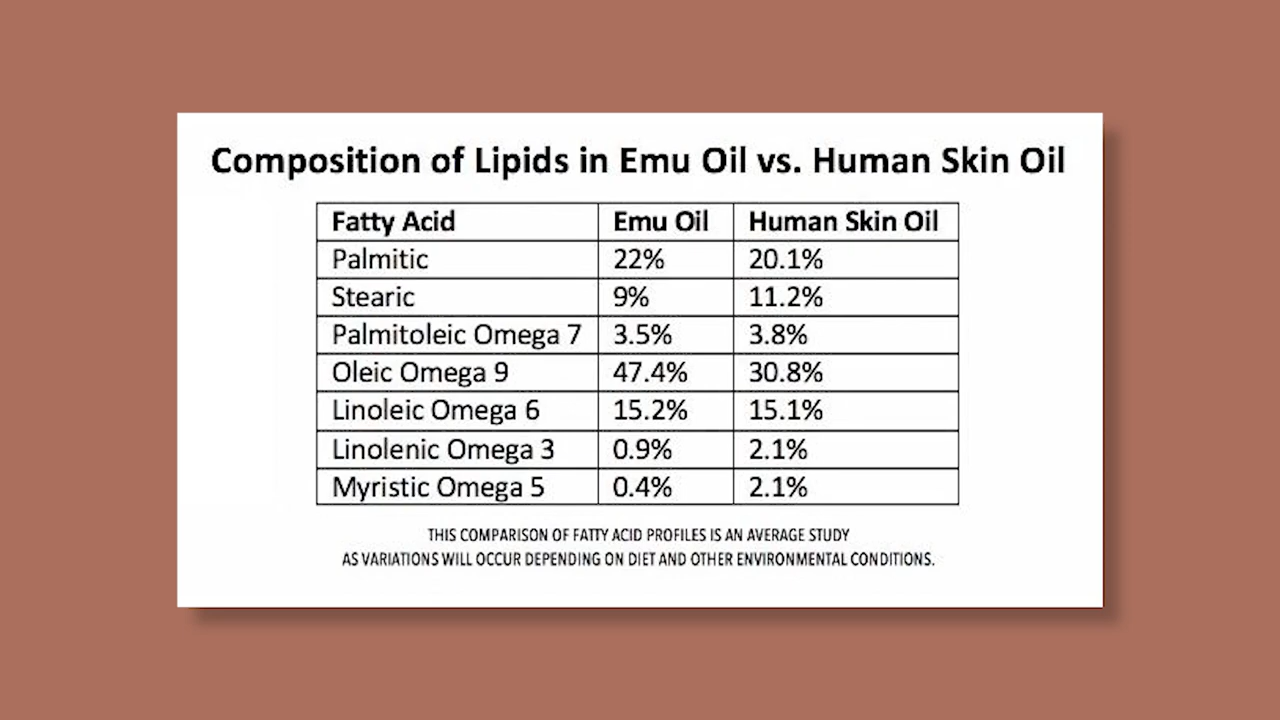 Composition of Lipids in Emu Oil vs. Human Skin Oil
Fatty Acid Emu Oil Human Skin Oil
Palmitic 22% 20.1%
Stearic 9% 11.2%
Palmitoleic Omega 7 3.5% 3.8%
Oleic Omega 9 47.4% 30.8%
Linoleic Omega 6 15.2% 15.1%
Linolenic Omega 3 0.9% 2.1%
Myristic Omega 5 0.4% 2.1%
THIS COMPARISON OF FATTY ACID PROFILES IS AN AVERAGE STUDY
AS VARIATIONS WILL OCCUR DEPENDING ON DIET AND OTHER ENVIRONMENTAL CONDITIONS.